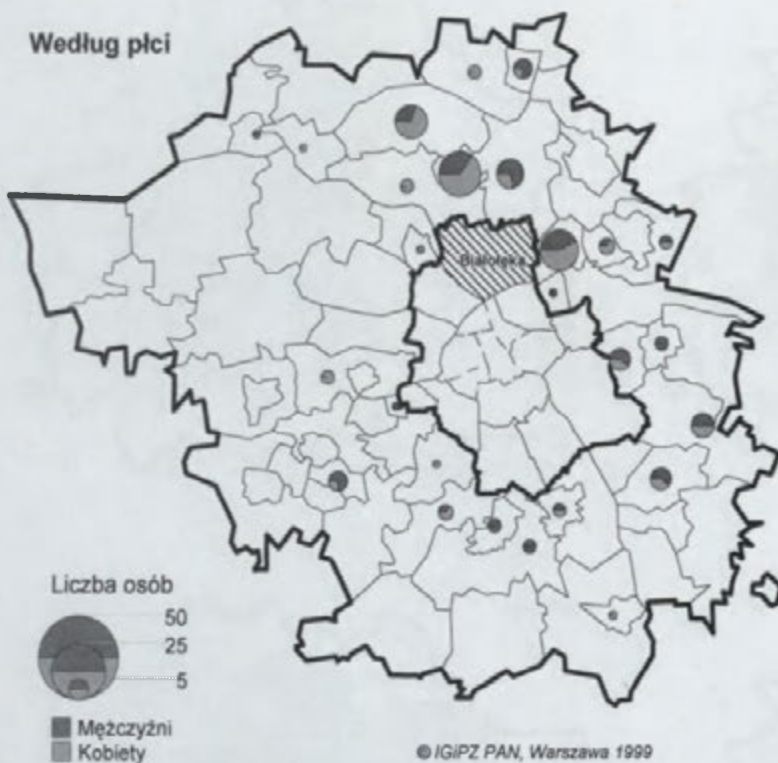 Według płci
Białołęka
Liczba osób
50
25
5
Mężczyźni
Kobiety
© IGiPZ PAN, Warszawa 1999